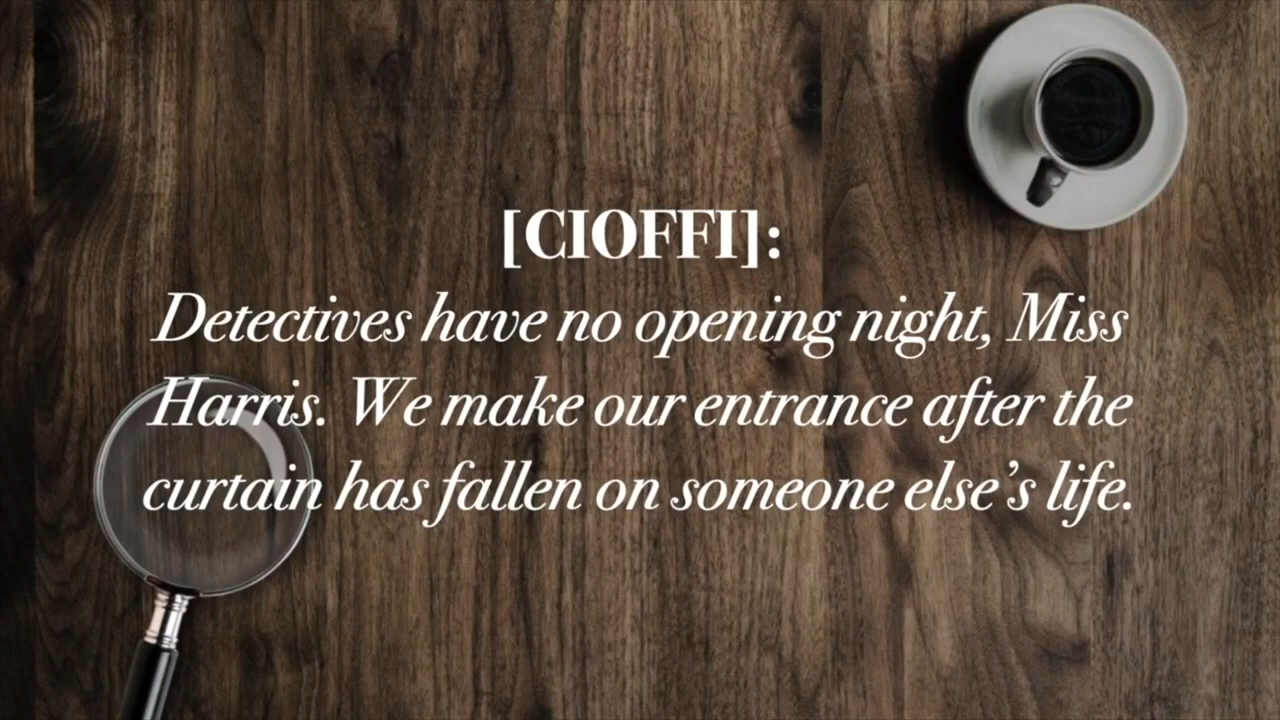 [CIOFFI]:
Detectives have no opening night, Miss
Harris. We make our entrance after the
curtain has fallen on someone else’s life.